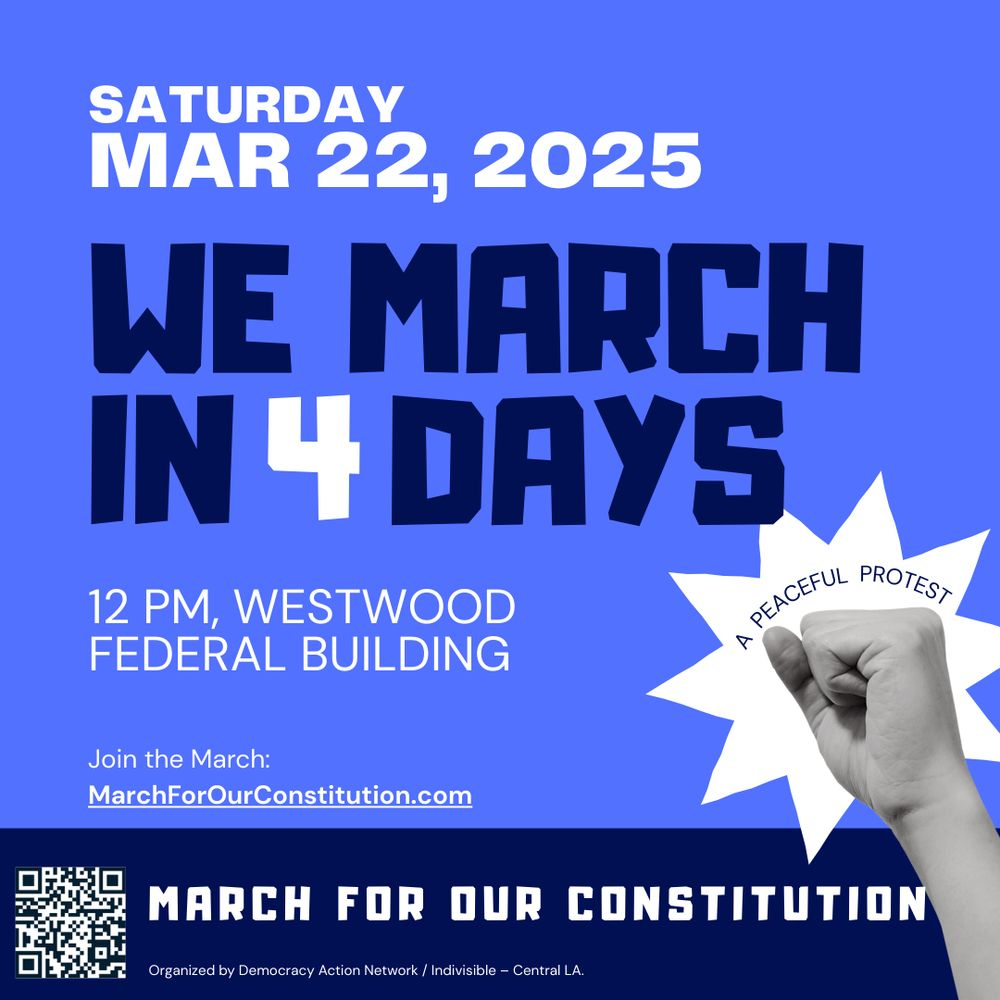 SATURDAY
MAR 22, 2025
WE MARCH
IN 4 DAYS
A PEACEFUL PROTEST
12 PM, WESTWOOD
FEDERAL BUILDING
Join the March:
MarchForOurConstitution.com
MARCH FOR OUR CONSTITUTION
Organized by Democracy Action Network / Indivisible – Central LA.